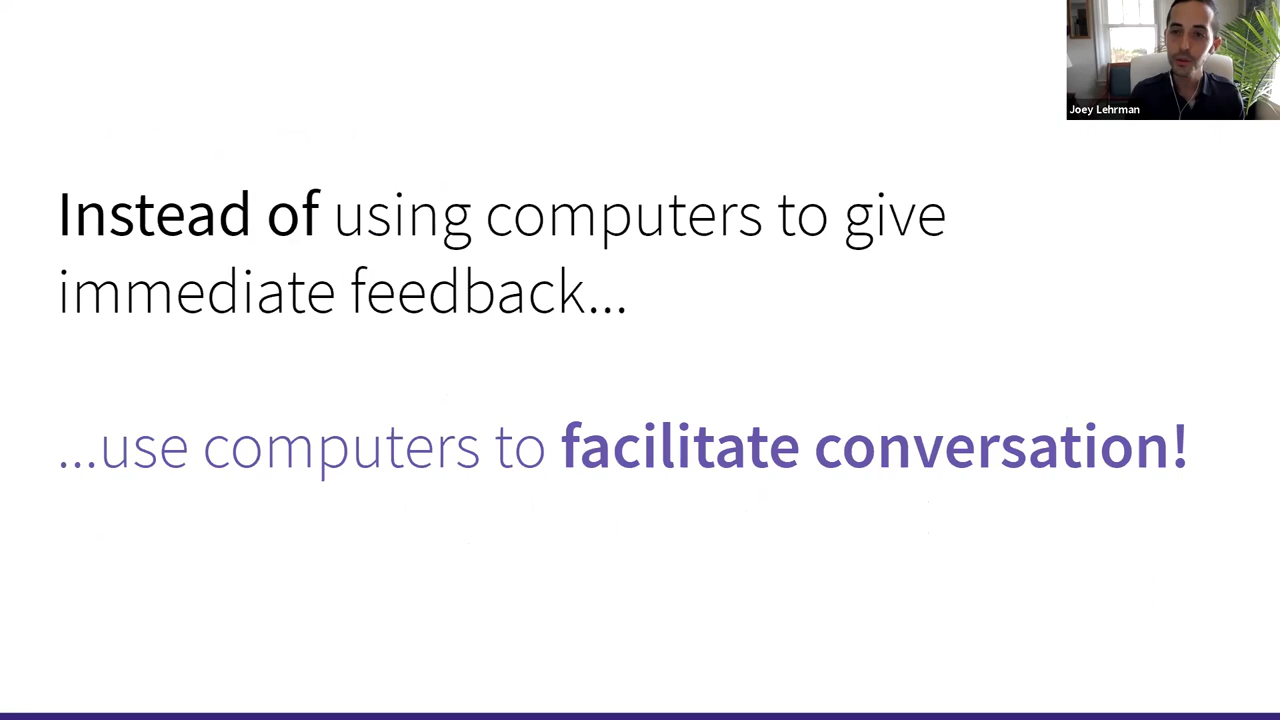 Joey Lehrman
Instead of using computers to give
immediate feedback...
...use computers to facilitate conversation!